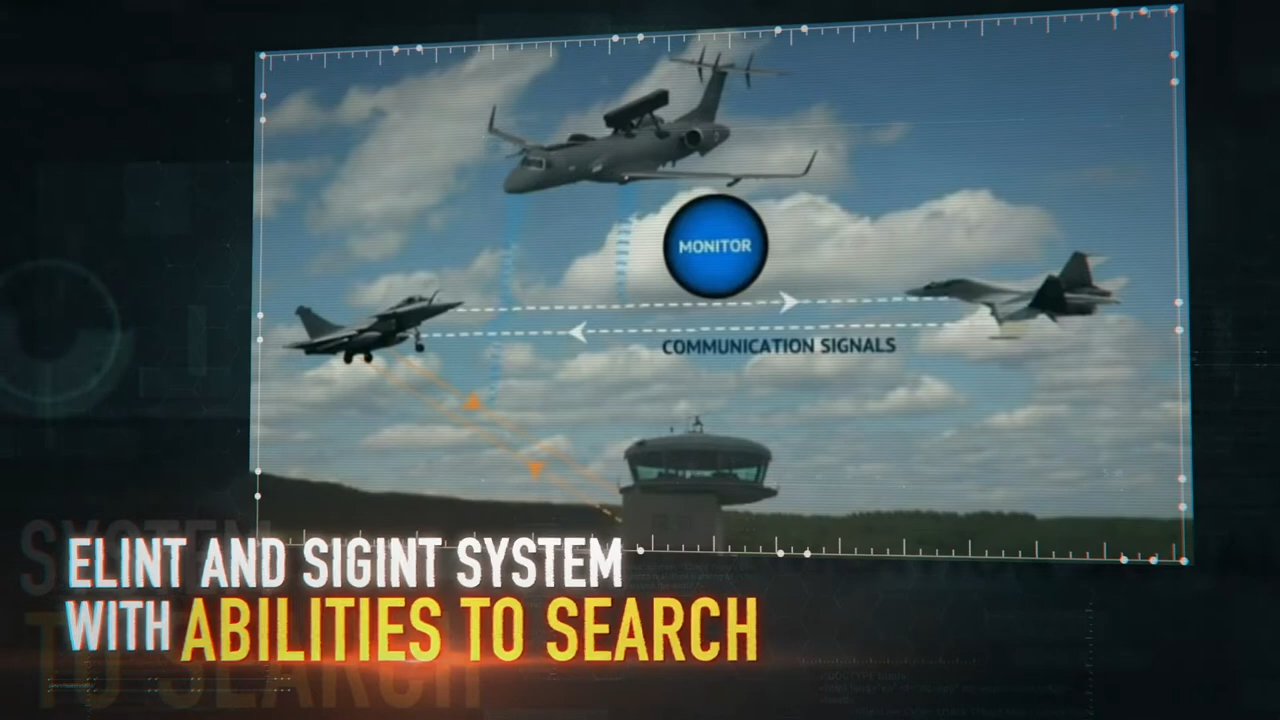 MONITOR
COMMUNICATION SIGNALS
ELINT AND SIGINT SYSTEM
WITH ABILITIES TO SEARCH